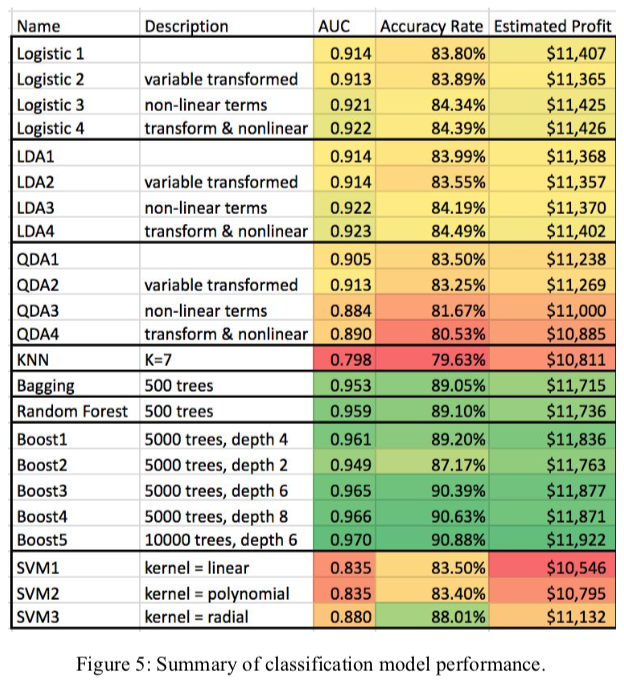 Name Description AUC Accuracy Rate Estimated Profit
Logistic 1 0.914 83.80% $11,407
Logistic 2 variable transformed 0.913 83.89% $11,365
Logistic 3 non-linear terms 0.921 84.34% $11,425
Logistic 4 transform & nonlinear 0.922 84.39% $11,426
LDA1 0.914 83.99% $11,368
LDA2 variable transformed 0.914 83.55% $11,357
LDA3 non-linear terms 0.922 84.19% $11,370
LDA4 transform & nonlinear 0.923 84.49% $11,402
QDA1 0.905 83.50% $11,238
QDA2 variable transformed 0.913 83.25% $11,269
QDA3 non-linear terms 0.884 81.67% $11,000
QDA4 transform & nonlinear 0.890 80.53% $10,885
KNN K=7 0.798 79.63% $10,811
Bagging 500 trees 0.953 89.05% $11,715
Random Forest 500 trees 0.959 89.10% $11,736
Boost1 5000 trees, depth 4 0.961 89.20% $11,836
Boost2 5000 trees, depth 2 0.949 87.17% $11,763
Boost3 5000 trees, depth 6 0.965 90.39% $11,877
Boost4 5000 trees, depth 8 0.966 90.63% $11,871
Boost5 10000 trees, depth 6 0.970 90.88% $11,922
SVM1 kernel = linear 0.835 83.50% $10,546
SVM2 kernel = polynomial 0.835 83.40% $10,795
SVM3 kernel = radial 0.880 88.01% $11,132
Figure 5: Summary of classification model performance.